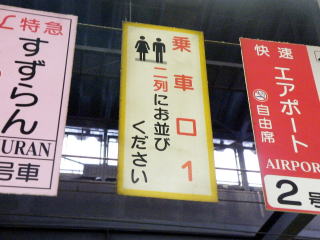 特急
すずらん
URAN
号車
乗車口1
二列にお並び
ください
快速
エアポート
自由席
AIRPOR
2号